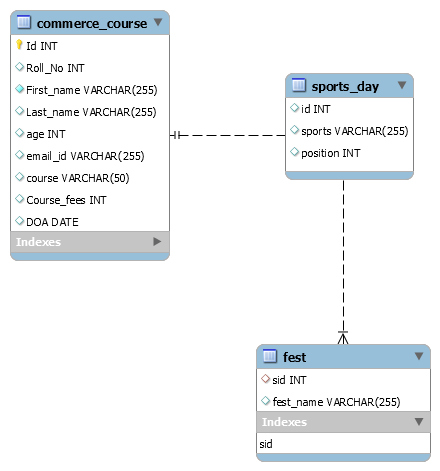 commerce_course
Id INT
Roll_No INT
First_name VARCHAR(255)
Last_name VARCHAR(255)
age INT
email_id VARCHAR(255)
course VARCHAR(50)
Course_fees INT
DOA DATE
Indexes
sports_day
id INT
sports VARCHAR(255)
position INT
fest
sid INT
fest_name VARCHAR(255)
Indexes
sid